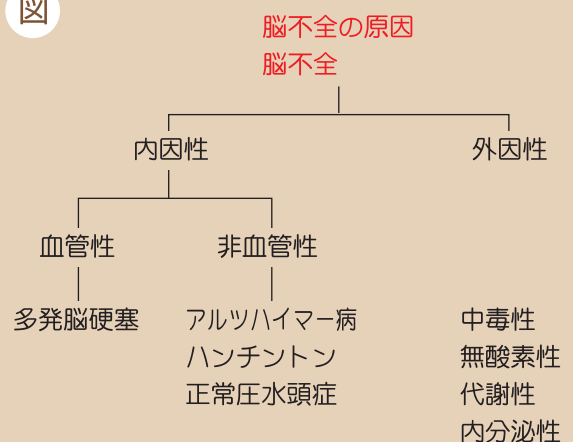 図
脳不全の原因
脳不全
内因性
外因性
血管性
非血管性
多発脳硬塞
アルツハイマー病
ハンチントン
正常圧水頭症
中毒性
無酸素性
代謝性
内分泌性